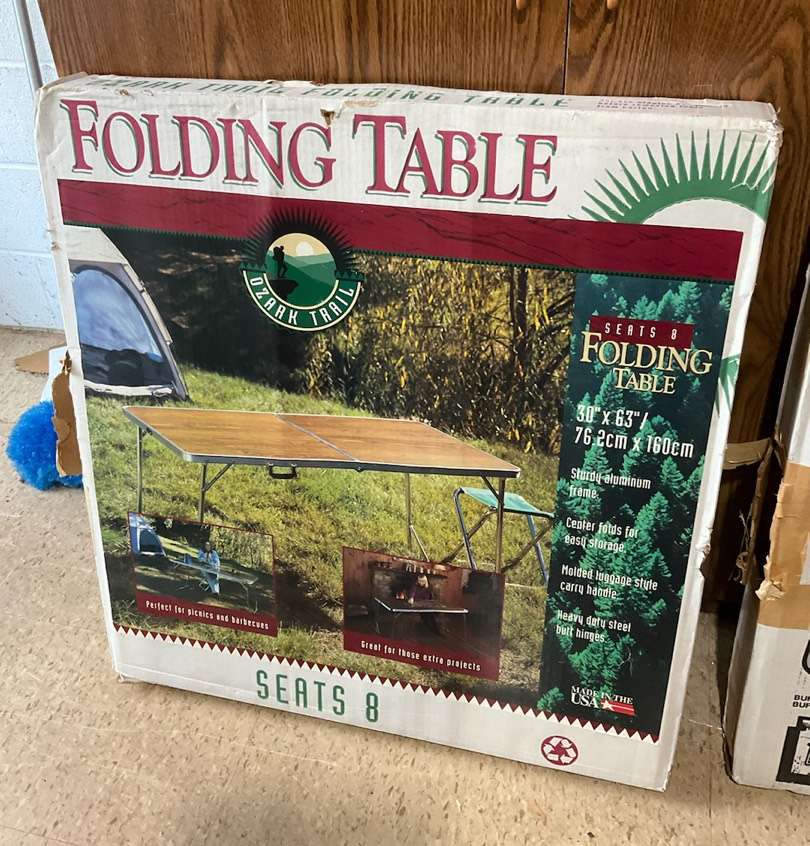 OZARK TRAIL FOLDING TABLE
FOLDING TABLE
OZARK TRAIL
SEATS 8
FOLDING
TABLE
30" x 63"/
76.2cm x 160cm
Sturdy aluminum
frame
Center folds for
easy storage
Molded luggage style
carry handle
Heavy duty steel
butt hinges
Perfect for picnics and barbecues
Great for those extra projects
MADE IN THE
USA
SEATS 8